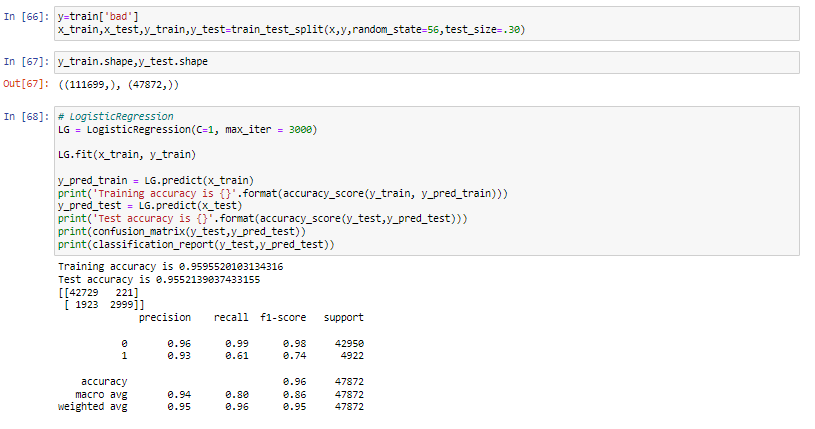 In [66]: y=train['bad']
x_train,x_test,y_train,y_test=train_test_split(x,y,random_state=56,test_size=.30)
In [67]: y_train.shape,y_test.shape
Out[67]: ((111699,), (47872,))
In [68]: # LogisticRegression
LG = LogisticRegression(C=1, max_iter = 3000)
LG.fit(x_train, y_train)
y_pred_train = LG.predict(x_train)
print('Training accuracy is {}'.format(accuracy_score(y_train, y_pred_train)))
y_pred_test = LG.predict(x_test)
print('Test accuracy is {}'.format(accuracy_score(y_test,y_pred_test)))
print(confusion_matrix(y_test,y_pred_test))
print(classification_report(y_test,y_pred_test))
Training accuracy is 0.9595520103134316
Test accuracy is 0.9552139037433155
[[42729   221]
 [ 1923  2999]]
precision    recall  f1-score   support
0       0.96      0.99      0.98     42950
1       0.93      0.61      0.74      4922
accuracy                           0.96     47872
macro avg       0.94      0.80      0.86     47872
weighted avg       0.95      0.96      0.95     47872